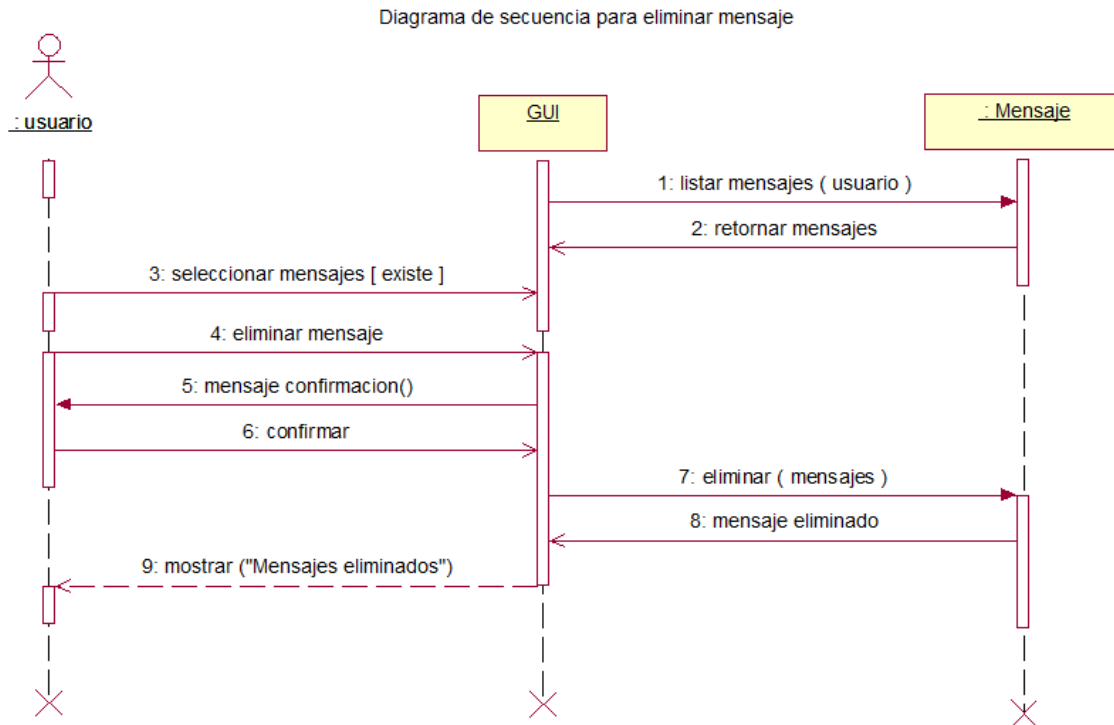 Diagrama de secuencia para eliminar mensaje
: usuario
GUI
: Mensaje
1: listar mensajes ( usuario )
2: retornar mensajes
3: seleccionar mensajes [ existe ]
4: eliminar mensaje
5: mensaje confirmacion()
6: confirmar
7: eliminar ( mensajes )
8: mensaje eliminado
9: mostrar ("Mensajes eliminados")